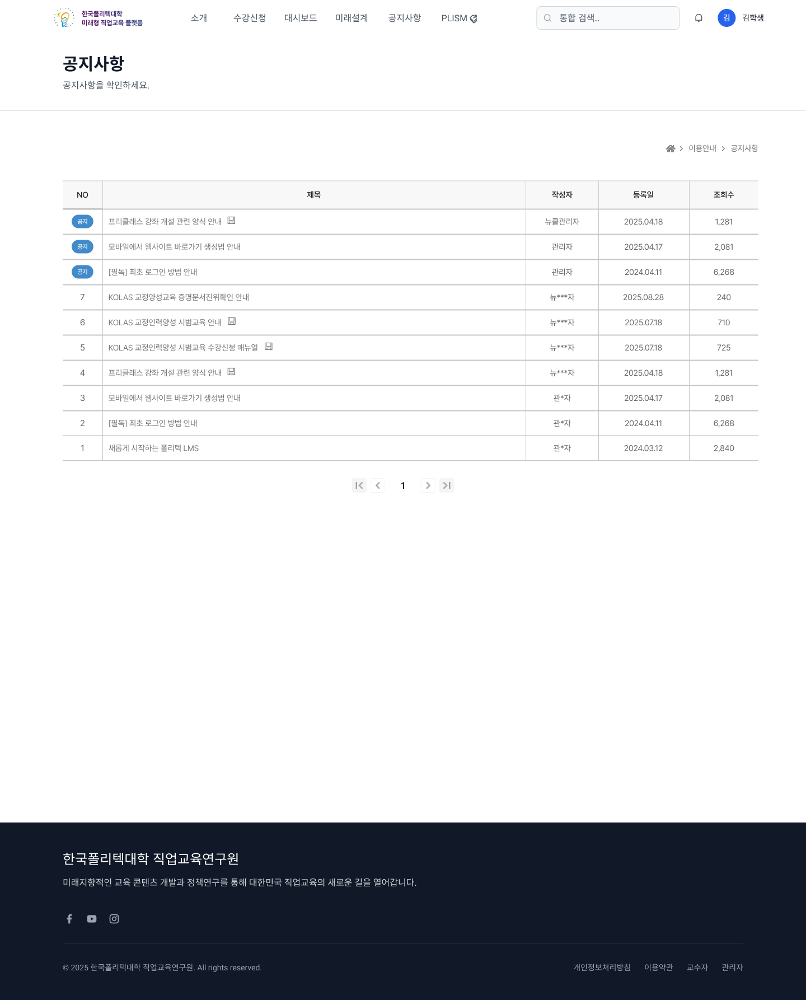 한국폴리텍대학
미래형 직업교육 플랫폼
소개 수강신청 대시보드 미래설계 공지사항 PLISM
통합 검색..
김 김학생
공지사항
공지사항을 확인하세요.
이용안내 공지사항
NO 제목 작성자 등록일 조회수
공지 프리클래스 강좌 개설 관련 양식 안내 뉴클관리자 2025.04.18 1,281
공지 모바일에서 웹사이트 바로가기 생성법 안내 관리자 2025.04.17 2,081
공지 [필독] 최초 로그인 방법 안내 관리자 2024.04.11 6,268
7 KOLAS 교정양성교육 증명문서진위확인 안내 뉴***자 2025.08.28 240
6 KOLAS 교정인력양성 시범교육 안내 뉴***자 2025.07.18 710
5 KOLAS 교정인력양성 시범교육 수강신청 매뉴얼 뉴***자 2025.07.18 725
4 프리클래스 강좌 개설 관련 양식 안내 뉴***자 2025.04.18 1,281
3 모바일에서 웹사이트 바로가기 생성법 안내 관*자 2025.04.17 2,081
2 [필독] 최초 로그인 방법 안내 관*자 2024.04.11 6,268
1 새롭게 시작하는 폴리텍 LMS 관*자 2024.03.12 2,840
1
한국폴리텍대학 직업교육연구원
미래지향적인 교육 콘텐츠 개발과 정책연구를 통해 대한민국 직업교육의 새로운 길을 열어갑니다.
© 2025 한국폴리텍대학 직업교육연구원. All rights reserved.
개인정보처리방침 이용약관 교수자 관리자